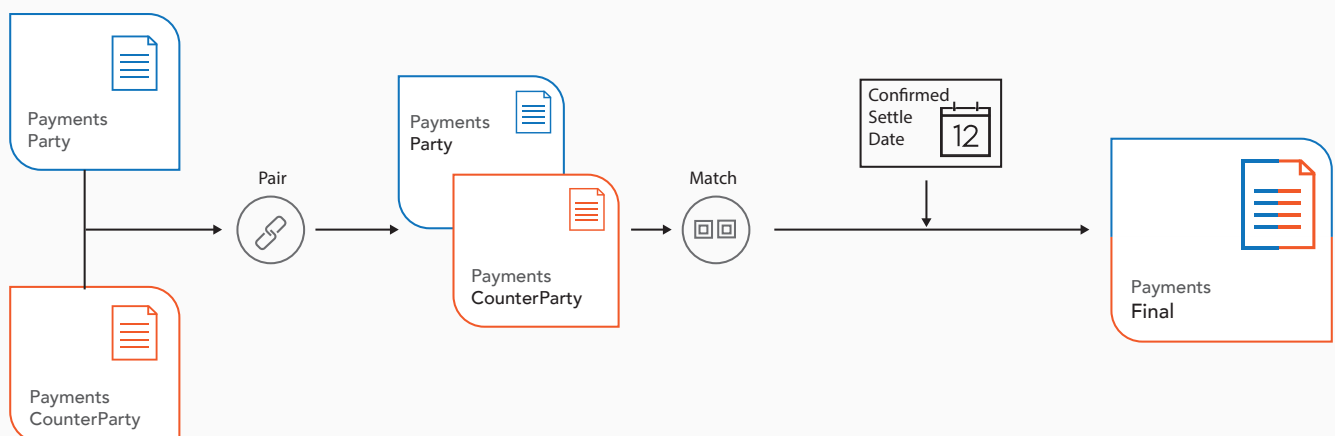 Payments
Party
Payments
CounterParty
Pair
Payments
Party
Payments
CounterParty
Match
Confirmed
Settle
Date
12
Payments
Final